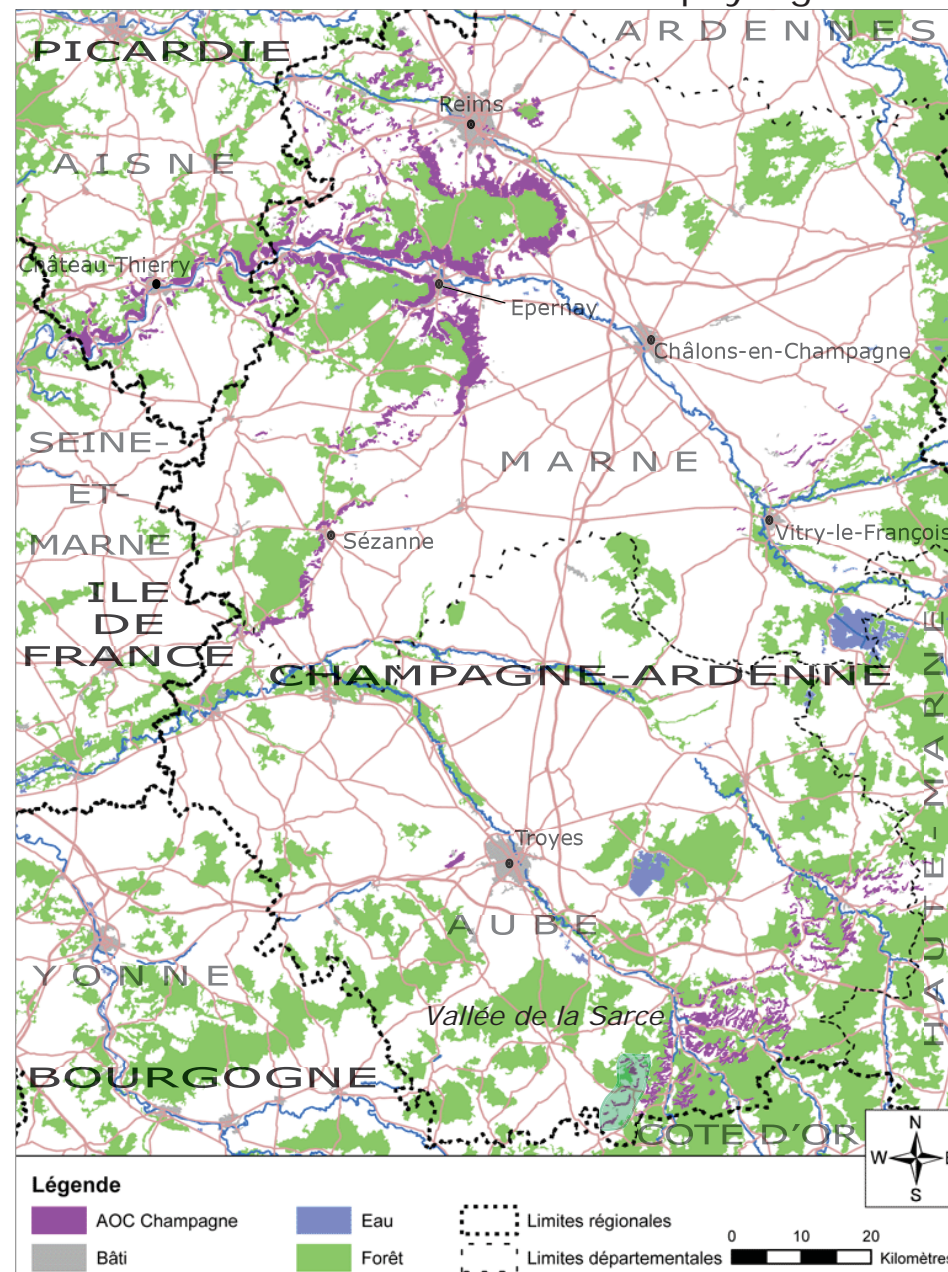 ARDENNES
PICARDIE
Reims
AISNE
Château-Thierry
Epernay
Châlons-en-Champagne
SEINE-
ET-
MARNE
MARNE
Sézanne
Vitry-le-François
ILE
DE
FRANCE
CHAMPAGNE-ARDENNE
HAUTE-MARNE
Troyes
AUBE
YONNE
Vallée de la Sarce
BOURGOGNE
COTE D'OR
N
W
S
Légende
AOC Champagne
Eau
Limites régionales
0 10 20
Bâti
Forêt
Limites départementales
Kilomètres